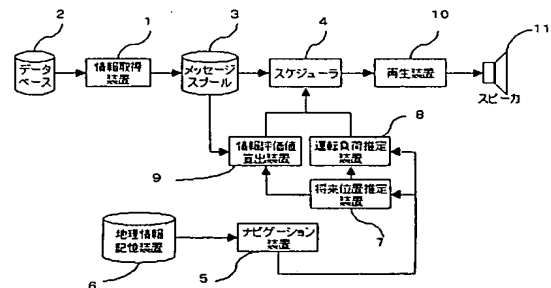 2
1
3
4
10
11
データ
ベース
情報取得
装置
メッセージ
スプール
スケジューラ
再生装置
スピーカ
8
情報評価値
算出装置
運転負荷推定
装置
9
将来位置推定
装置
7
地理情報
記憶装置
ナビゲーション
装置
6
5